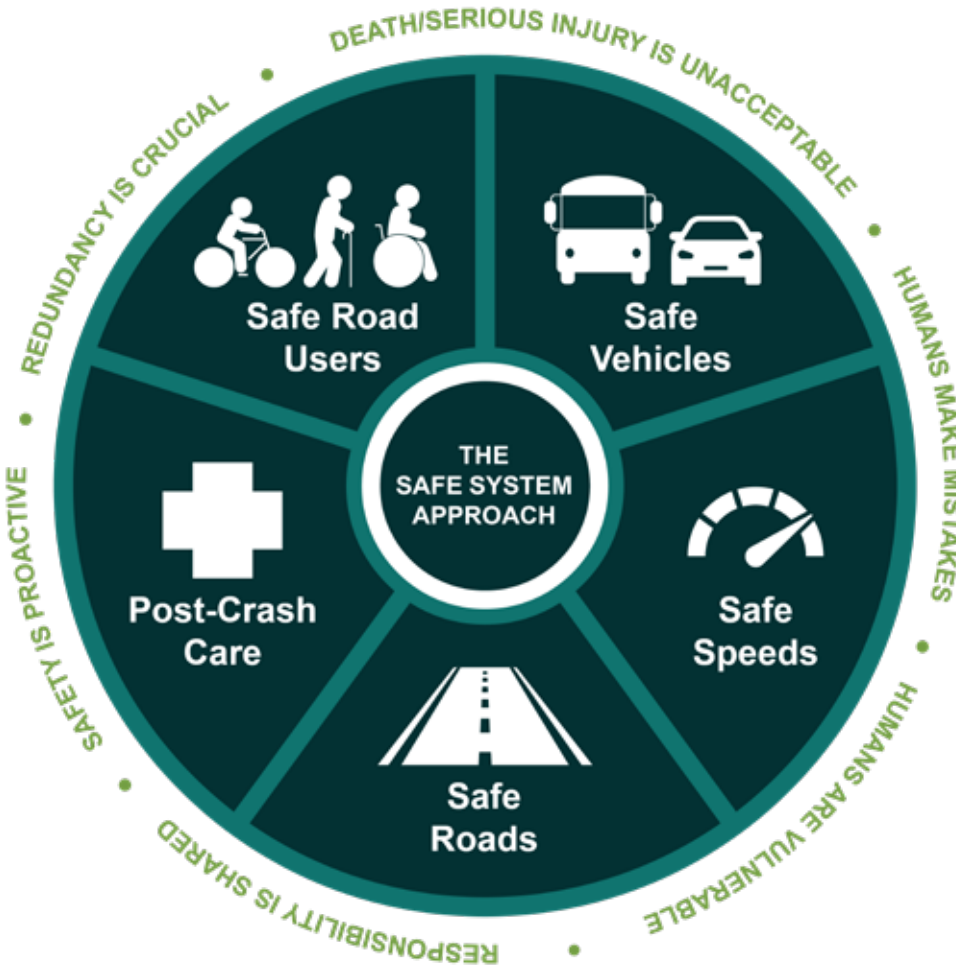 DEATH/SERIOUS INJURY IS UNACCEPTABLE
HUMANS MAKE MISTAKES
HUMANS ARE VULNERABLE
RESPONSIBILITY IS SHARED
SAFETY IS PROACTIVE
REDUNDANCY IS CRUCIAL
Safe Road
Users
Safe
Vehicles
Safe
Speeds
Safe
Roads
Post-Crash
Care
THE
SAFE SYSTEM
APPROACH